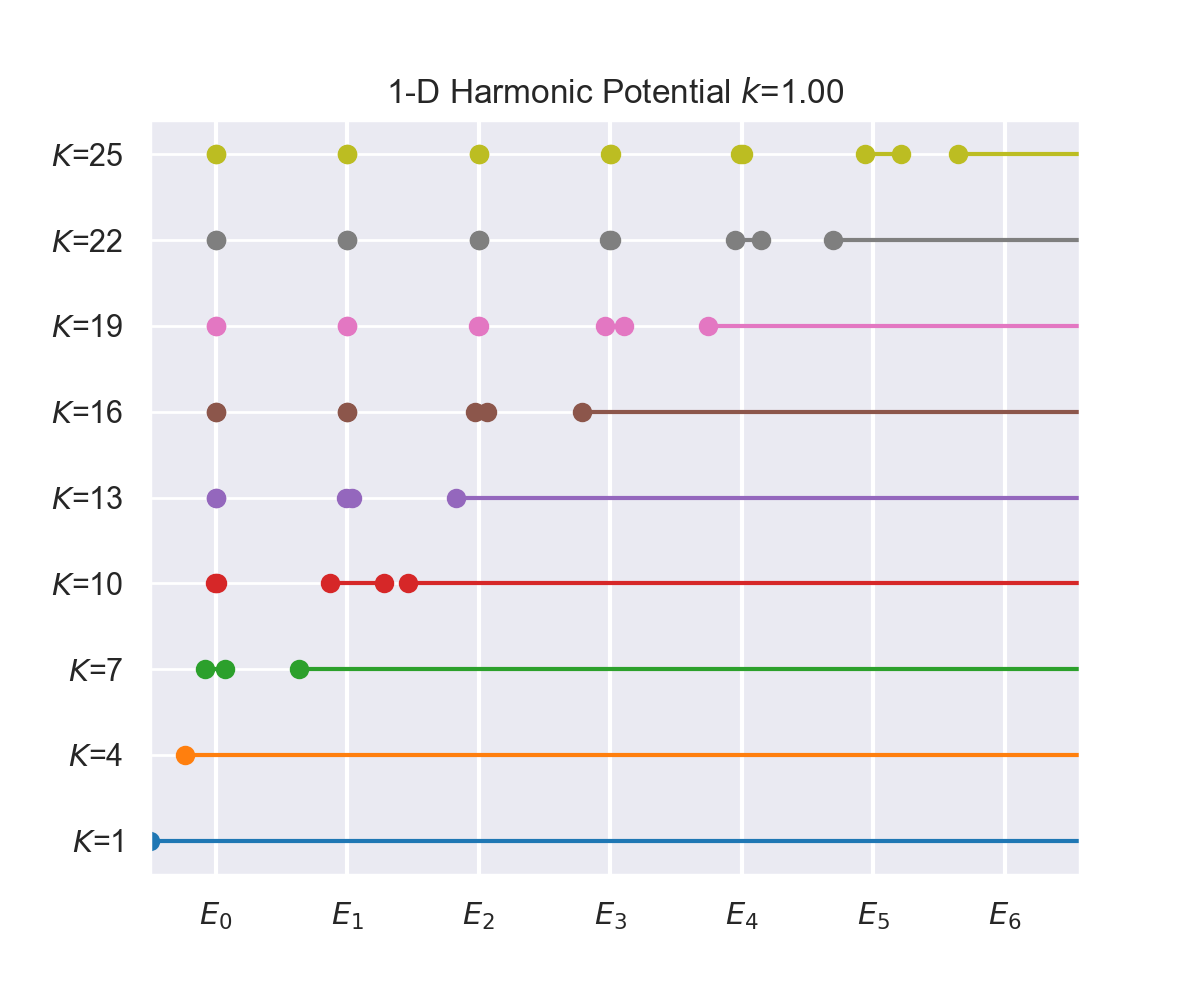 1-D Harmonic Potential k=1.00
K=25
K=22
K=19
K=16
K=13
K=10
K=7
K=4
K=1
E₀ E₁ E₂ E₃ E₄ E₅ E₆